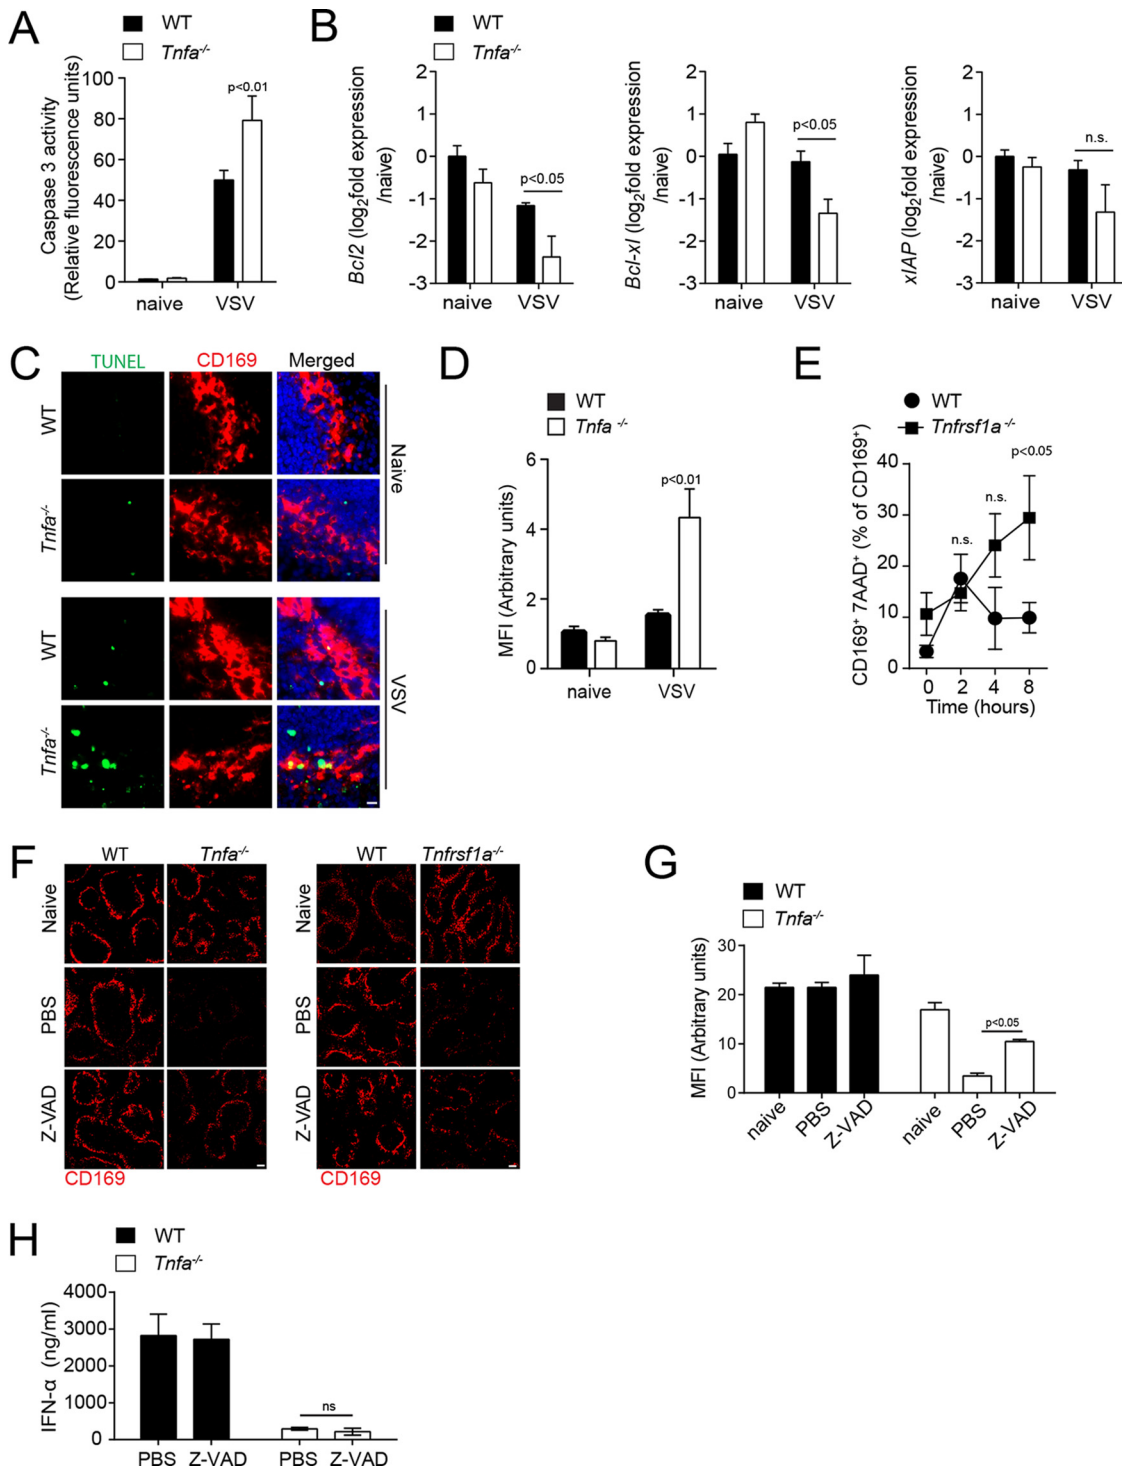 A
WT
Tnfa-/-
Caspase 3 activity
(Relative fluorescence units)
100
80
60
40
20
0
p<0.01
naive
VSV
B
WT
Tnfa-/-
Bcl2 (log2fold expression
/naive)
2
1
0
-1
-2
-3
p<0.05
naive
VSV
Bcl-xl (log2fold expression
/naive)
2
1
0
-1
-2
-3
p<0.05
naive
VSV
xIAP (log2fold expression
/naive)
2
1
0
-1
-2
-3
n.s.
naive
VSV
C
TUNEL
CD169
Merged
WT
Tnfa-/-
Naive
WT
Tnfa-/-
VSV
D
WT
Tnfa -/-
MFI (Arbitrary units)
6
4
2
0
p<0.01
naive
VSV
E
WT
Tnfrsf1a-/-
CD169+ 7AAD+ (% of CD169+)
40
30
20
10
0
n.s.
n.s.
p<0.05
0
2
4
8
Time (hours)
F
WT
Tnfa-/-
Naive
PBS
Z-VAD
CD169
WT
Tnfrsf1a-/-
Naive
PBS
Z-VAD
CD169
G
WT
Tnfa-/-
MFI (Arbitrary units)
30
20
10
0
p<0.05
naive
PBS
Z-VAD
naive
PBS
Z-VAD
H
WT
Tnfa-/-
IFN-α (ng/ml)
4000
3000
2000
1000
0
ns
PBS
Z-VAD
PBS
Z-VAD